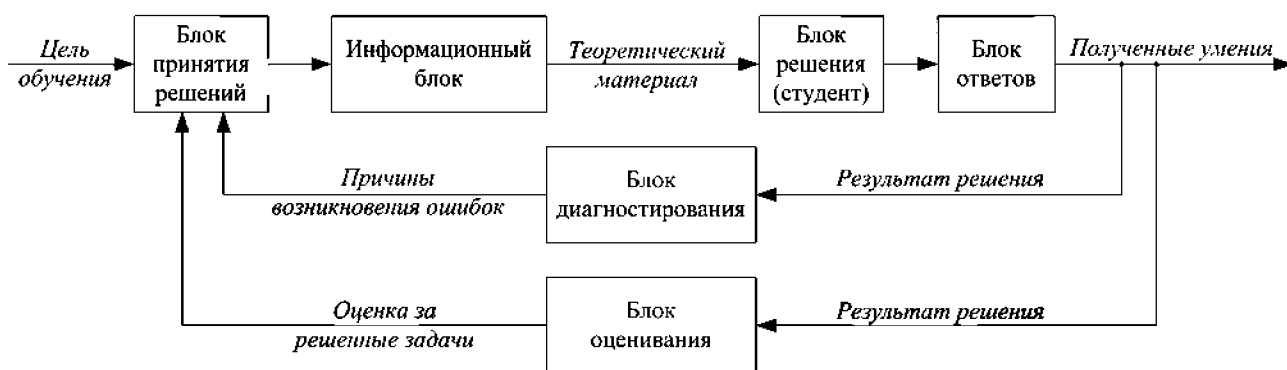 Цель
обучения
Блок
принятия
решений
Информационный
блок
Теоретический
материал
Блок
решения
(студент)
Блок
ответов
Полученные умения
Причины
возникновения ошибок
Блок
диагностирования
Результат решения
Оценка за
решенные задачи
Блок
оценивания
Результат решения